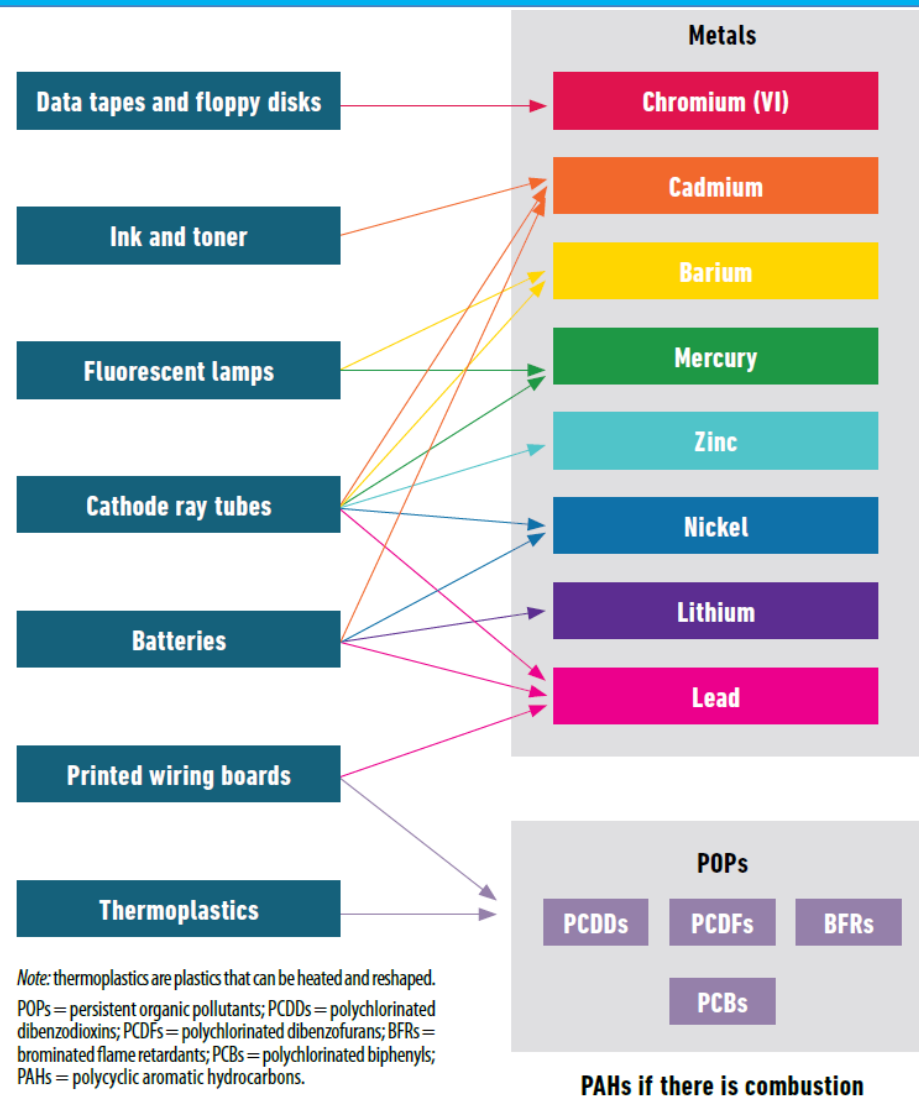 Metals
Data tapes and floppy disks
Chromium (VI)
Cadmium
Ink and toner
Barium
Fluorescent lamps
Mercury
Zinc
Cathode ray tubes
Nickel
Batteries
Lithium
Lead
Printed wiring boards
POPs
Thermoplastics
PCDDs
PCDFs
BFRs
PCBs
Note: thermoplastics are plastics that can be heated and reshaped.
POPs = persistent organic pollutants; PCDDs = polychlorinated
dibenzodioxins; PCDFs = polychlorinated dibenzofurans; BFRs =
brominated flame retardants; PCBs = polychlorinated biphenyls;
PAHs = polycyclic aromatic hydrocarbons.
PAHs if there is combustion